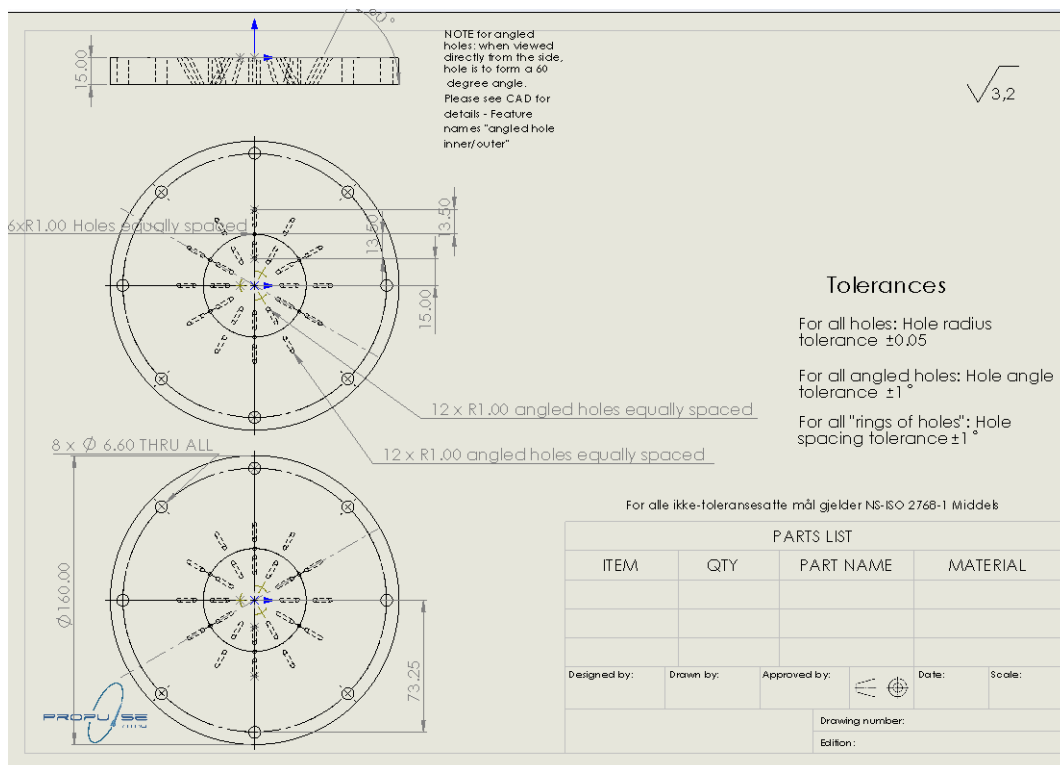 NOTE for angled
holes: when viewed
directly from the side,
hole is to form a 60
degree angle.
Please see CAD for
details - Feature
names "angled hole
inner/outer"
15.00
3,2
6xR1.00 Holes equally spaced
13.50
13.50
15.00
Tolerances
For all holes: Hole radius
tolerance ±0.05
For all angled holes: Hole angle
tolerance ±1°
For all "rings of holes": Hole
spacing tolerance ±1°
12 x R1.00 angled holes equally spaced
12 x R1.00 angled holes equally spaced
8 x ∅ 6.60 THRU ALL
∅160.00
73.25
PROPULSE
For alle ikke-toleransesatte mål gjelder NS-ISO 2768-1 Middels
PARTS LIST
ITEM QTY PART NAME MATERIAL
Designed by: Drawn by: Approved by: Date: Scale:
Drawing number:
Edition: